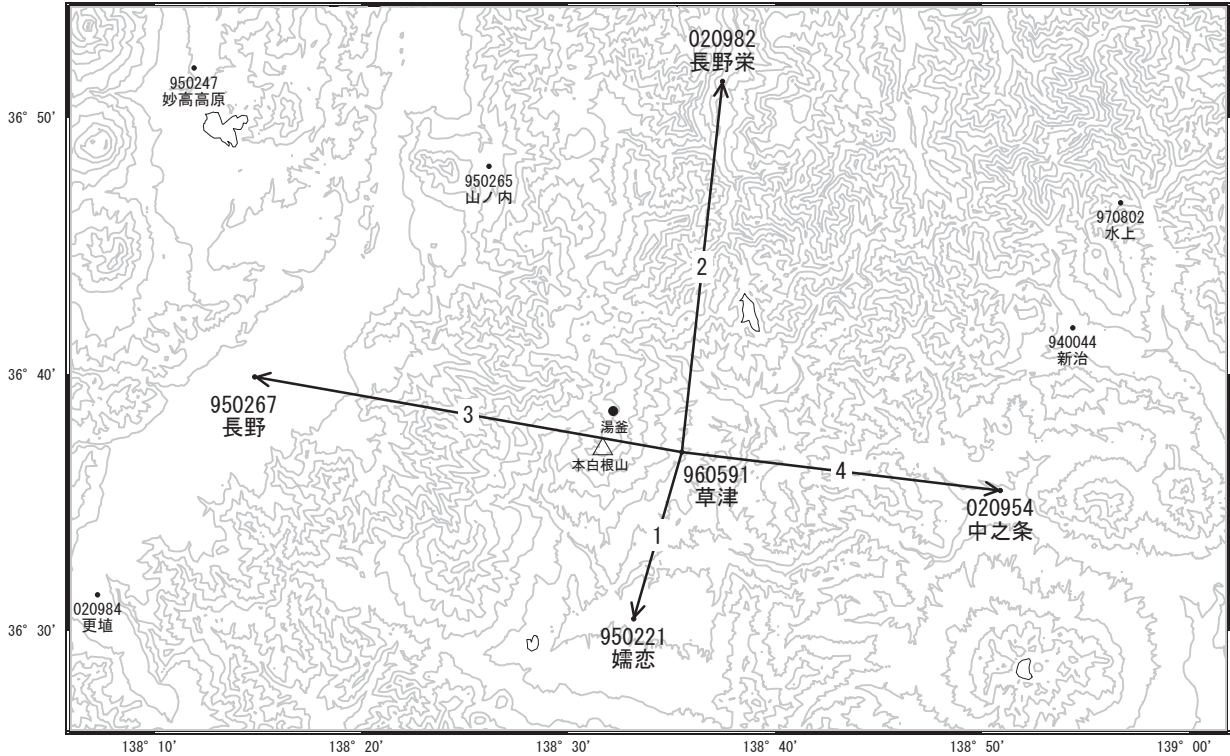 020982
長野栄
950247
妙高高原
36° 50′
950265
山ノ内
970802
水上
2
940044
新治
36° 40′
950267
長野
3
湯釜
本白根山
960591
草津
4
020954
中之条
1
020984
更埴
36° 30′
950221
嬬恋
138° 10′
138° 20′
138° 30′
138° 40′
138° 50′
139° 00′